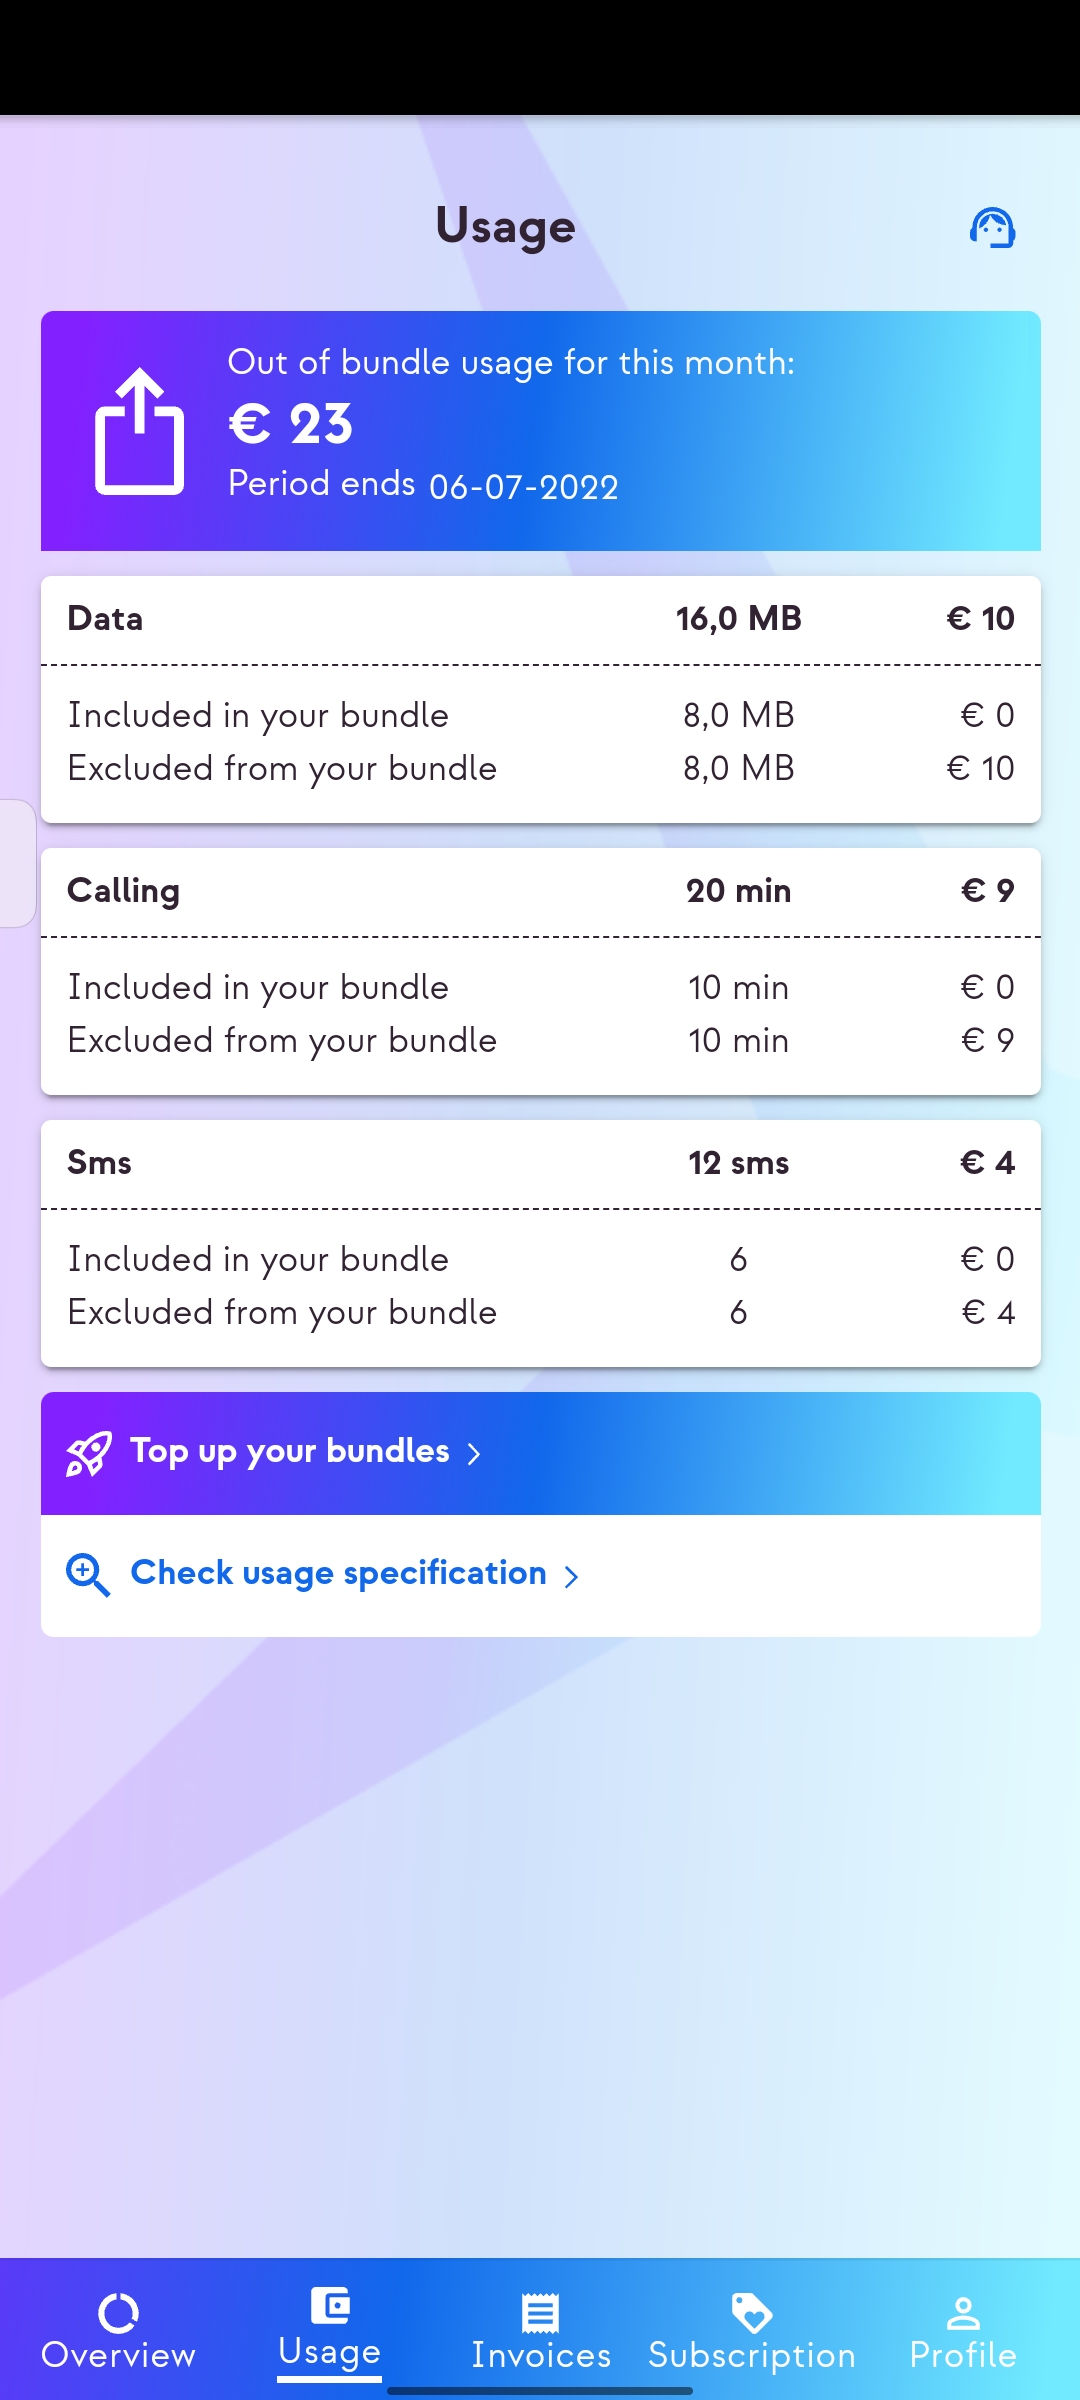 Usage
Out of bundle usage for this month:
€ 23
Period ends 06-07-2022
Data 16,0 MB € 10
Included in your bundle 8,0 MB € 0
Excluded from your bundle 8,0 MB € 10
Calling 20 min € 9
Included in your bundle 10 min € 0
Excluded from your bundle 10 min € 9
Sms 12 sms € 4
Included in your bundle 6 € 0
Excluded from your bundle 6 € 4
Top up your bundles
Check usage specification
Overview Usage Invoices Subscription Profile